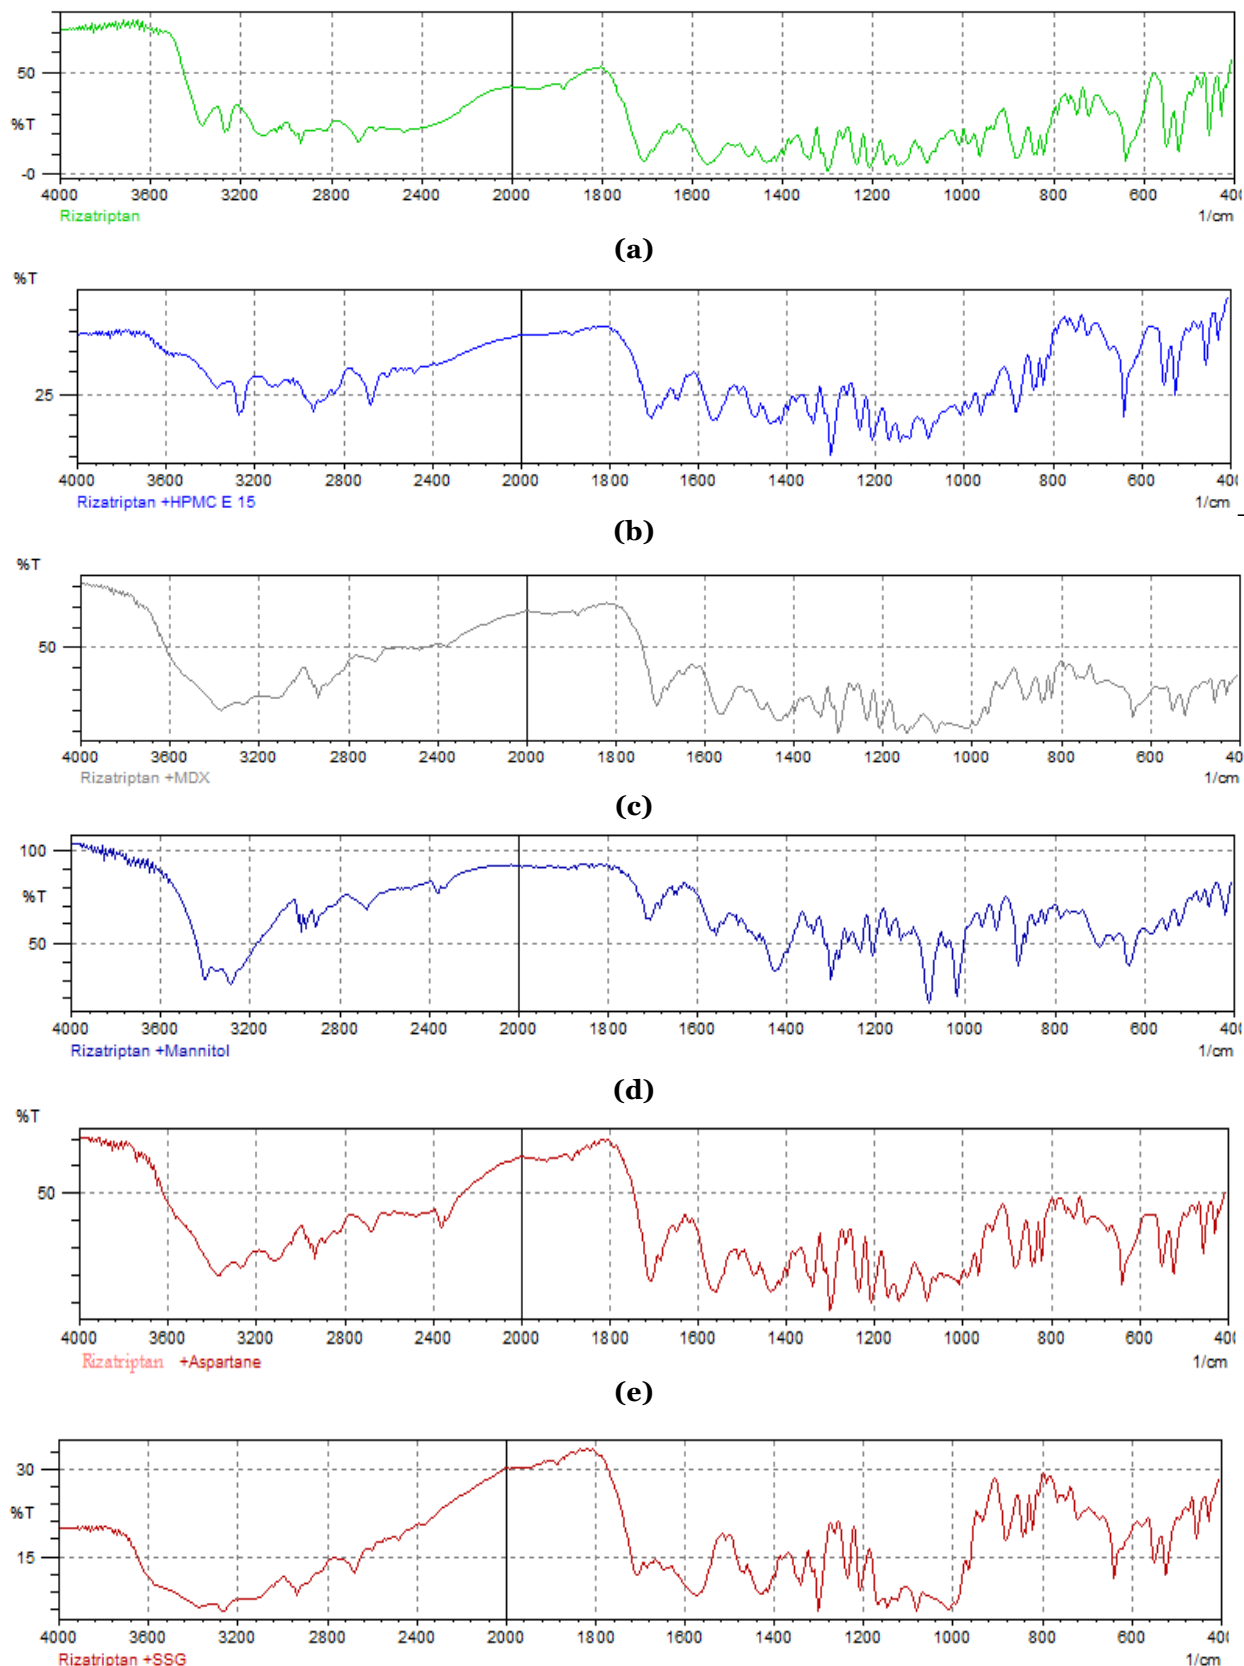 50
%T
-0
4000 3600 3200 2800 2400 2000 1800 1600 1400 1200 1000 800 600 400
Rizatriptan 1/cm
(a)
%T
25
4000 3600 3200 2800 2400 2000 1800 1600 1400 1200 1000 800 600 400
Rizatriptan +HPMC E 15 1/cm
(b)
%T
50
4000 3600 3200 2800 2400 2000 1800 1600 1400 1200 1000 800 600 40
Rizatriptan +MDX 1/cm
(c)
100
%T
50
4000 3600 3200 2800 2400 2000 1800 1600 1400 1200 1000 800 600 400
Rizatriptan +Mannitol 1/cm
(d)
%T
50
4000 3600 3200 2800 2400 2000 1800 1600 1400 1200 1000 800 600 400
Rizatriptan +Aspartane 1/cm
(e)
30
%T
15
4000 3600 3200 2800 2400 2000 1800 1600 1400 1200 1000 800 600 400
Rizatriptan +SSG 1/cm